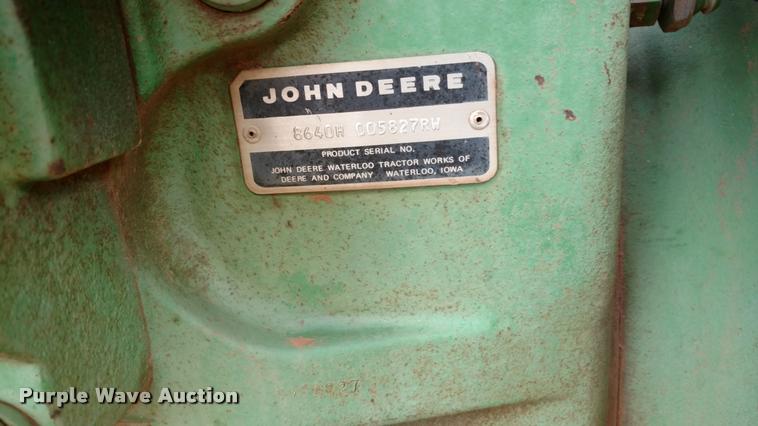 JOHN DEERE
8640H 005827RW
PRODUCT SERIAL NO.
JOHN DEERE WATERLOO TRACTOR WORKS OF
DEERE AND COMPANY WATERLOO, IOWA
Purple Wave Auction